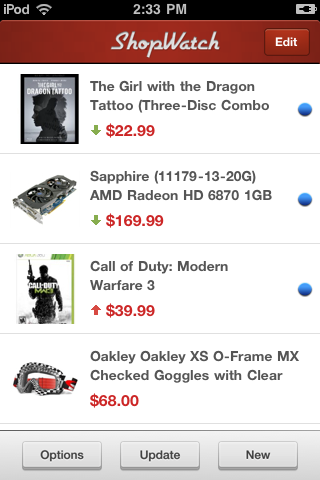 iPod 2:33 PM
ShopWatch
Edit
THE GIRL WITH THE
DRAGON TATTOO
The Girl with the Dragon
Tattoo (Three-Disc Combo
$22.99
Sapphire (11179-13-20G)
AMD Radeon HD 6870 1GB
$169.99
XBOX 360
CALL OF DUTY
MW3
Call of Duty: Modern
Warfare 3
$39.99
Oakley Oakley XS O-Frame MX
Checked Goggles with Clear
$68.00
Options
Update
New